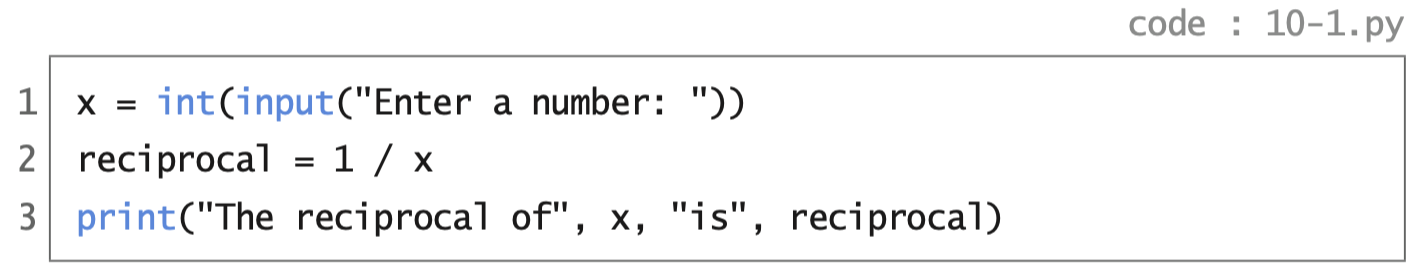 code : 10-1.py
1 x = int(input("Enter a number: "))
2 reciprocal = 1 / x
3 print("The reciprocal of", x, "is", reciprocal)